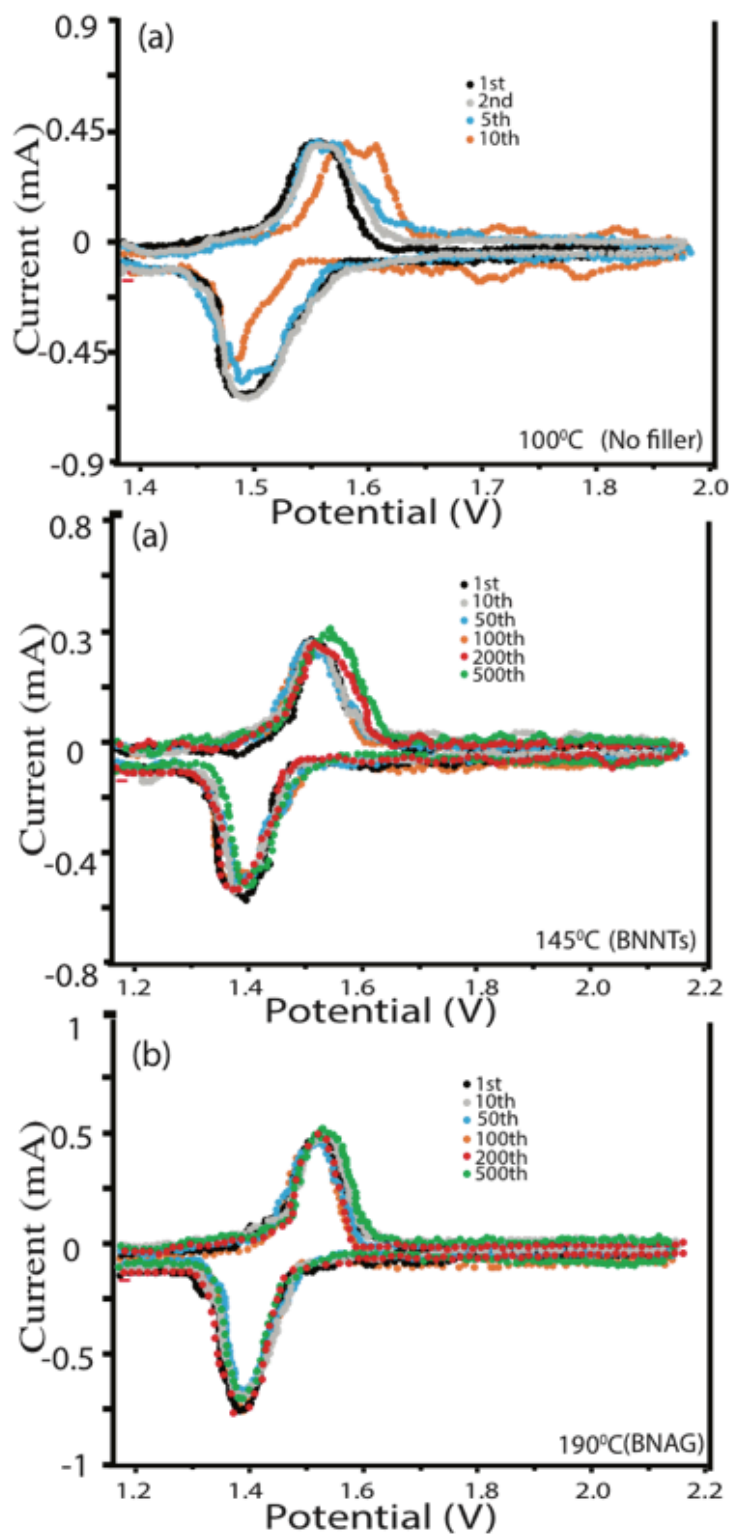 0.9
(a)
1st
2nd
5th
10th
0.45
0
-0.45
-0.9
Current (mA)
100⁰C (No filler)
1.4
1.5
1.6
1.7
1.8
2.0
Potential (V)
0.8
(a)
1st
10th
50th
100th
200th
500th
0.3
0
-0.4
-0.8
Current (mA)
145⁰C (BNNTs)
1.2
1.4
1.6
1.8
2.0
2.2
Potential (V)
1
(b)
1st
10th
50th
100th
200th
500th
0.5
0
-0.5
-1
Current (mA)
190⁰C(BNAG)
1.2
1.4
1.6
1.8
2.0
2.2
Potential (V)